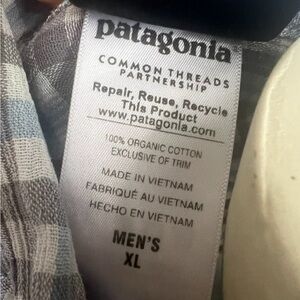 patagonia
COMMON THREADS
PARTNERSHIP
Repair, Reuse, Recycle
This Product
www.patagonia.com
100% ORGANIC COTTON
EXCLUSIVE OF TRIM
MADE IN VIETNAM
FABRIQUÉ AU VIETNAM
HECHO EN VIETNAM
MEN'S
XL